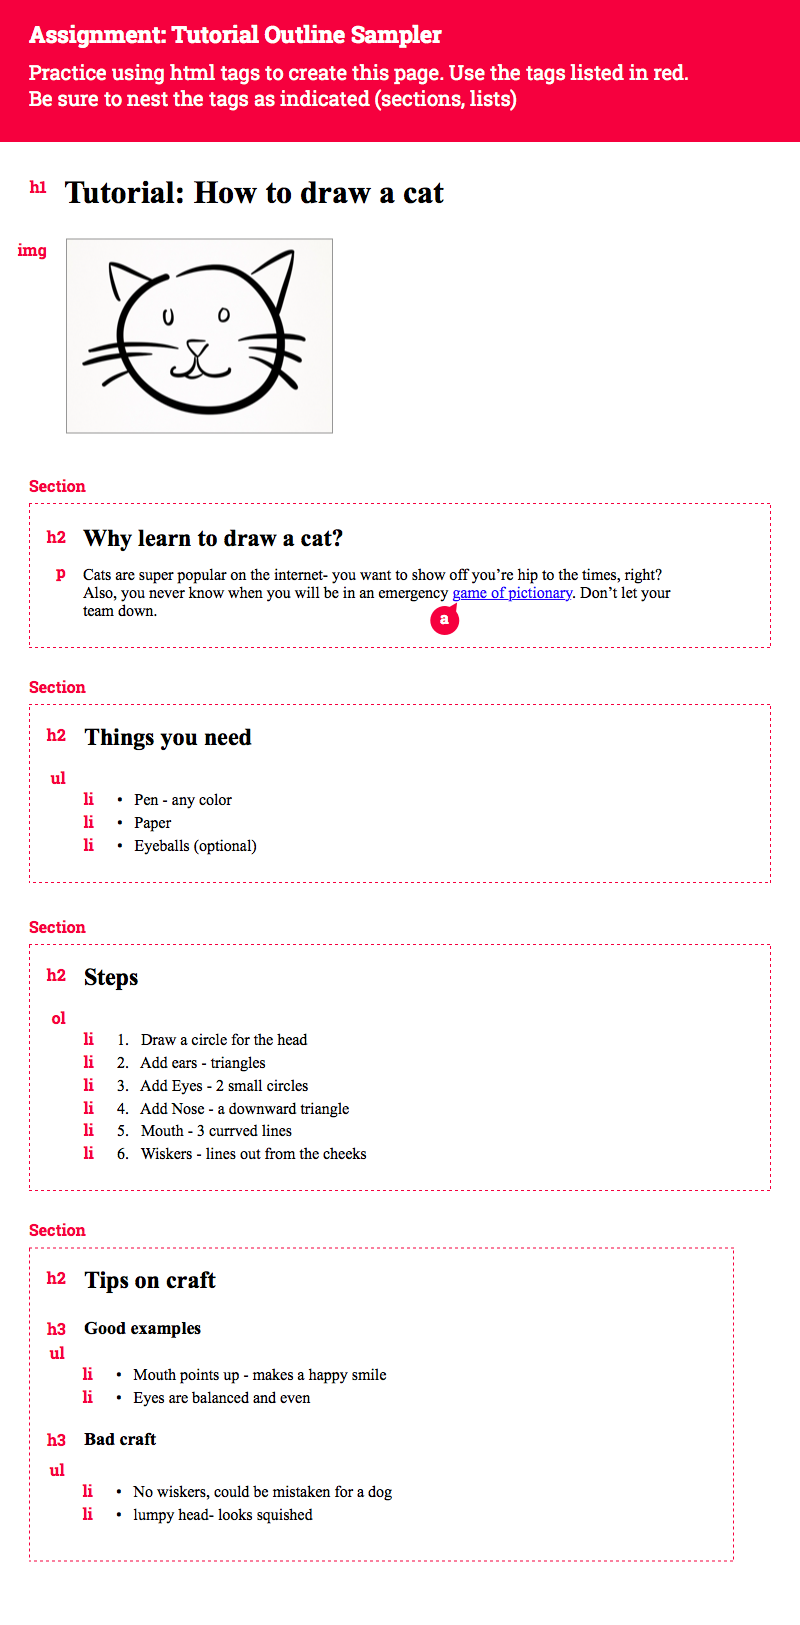 Assignment: Tutorial Outline Sampler
Practice using html tags to create this page. Use the tags listed in red.
Be sure to nest the tags as indicated (sections, lists)
h1 Tutorial: How to draw a cat
img
Section
h2 Why learn to draw a cat?
p Cats are super popular on the internet- you want to show off you’re hip to the times, right?
Also, you never know when you will be in an emergency game of pictionary. Don’t let your
team down.
a
Section
h2 Things you need
ul
li • Pen - any color
li • Paper
li • Eyeballs (optional)
Section
h2 Steps
ol
li 1. Draw a circle for the head
li 2. Add ears - triangles
li 3. Add Eyes - 2 small circles
li 4. Add Nose - a downward triangle
li 5. Mouth - 3 currved lines
li 6. Wiskers - lines out from the cheeks
Section
h2 Tips on craft
h3 Good examples
ul
li • Mouth points up - makes a happy smile
li • Eyes are balanced and even
h3 Bad craft
ul
li • No wiskers, could be mistaken for a dog
li • lumpy head- looks squished